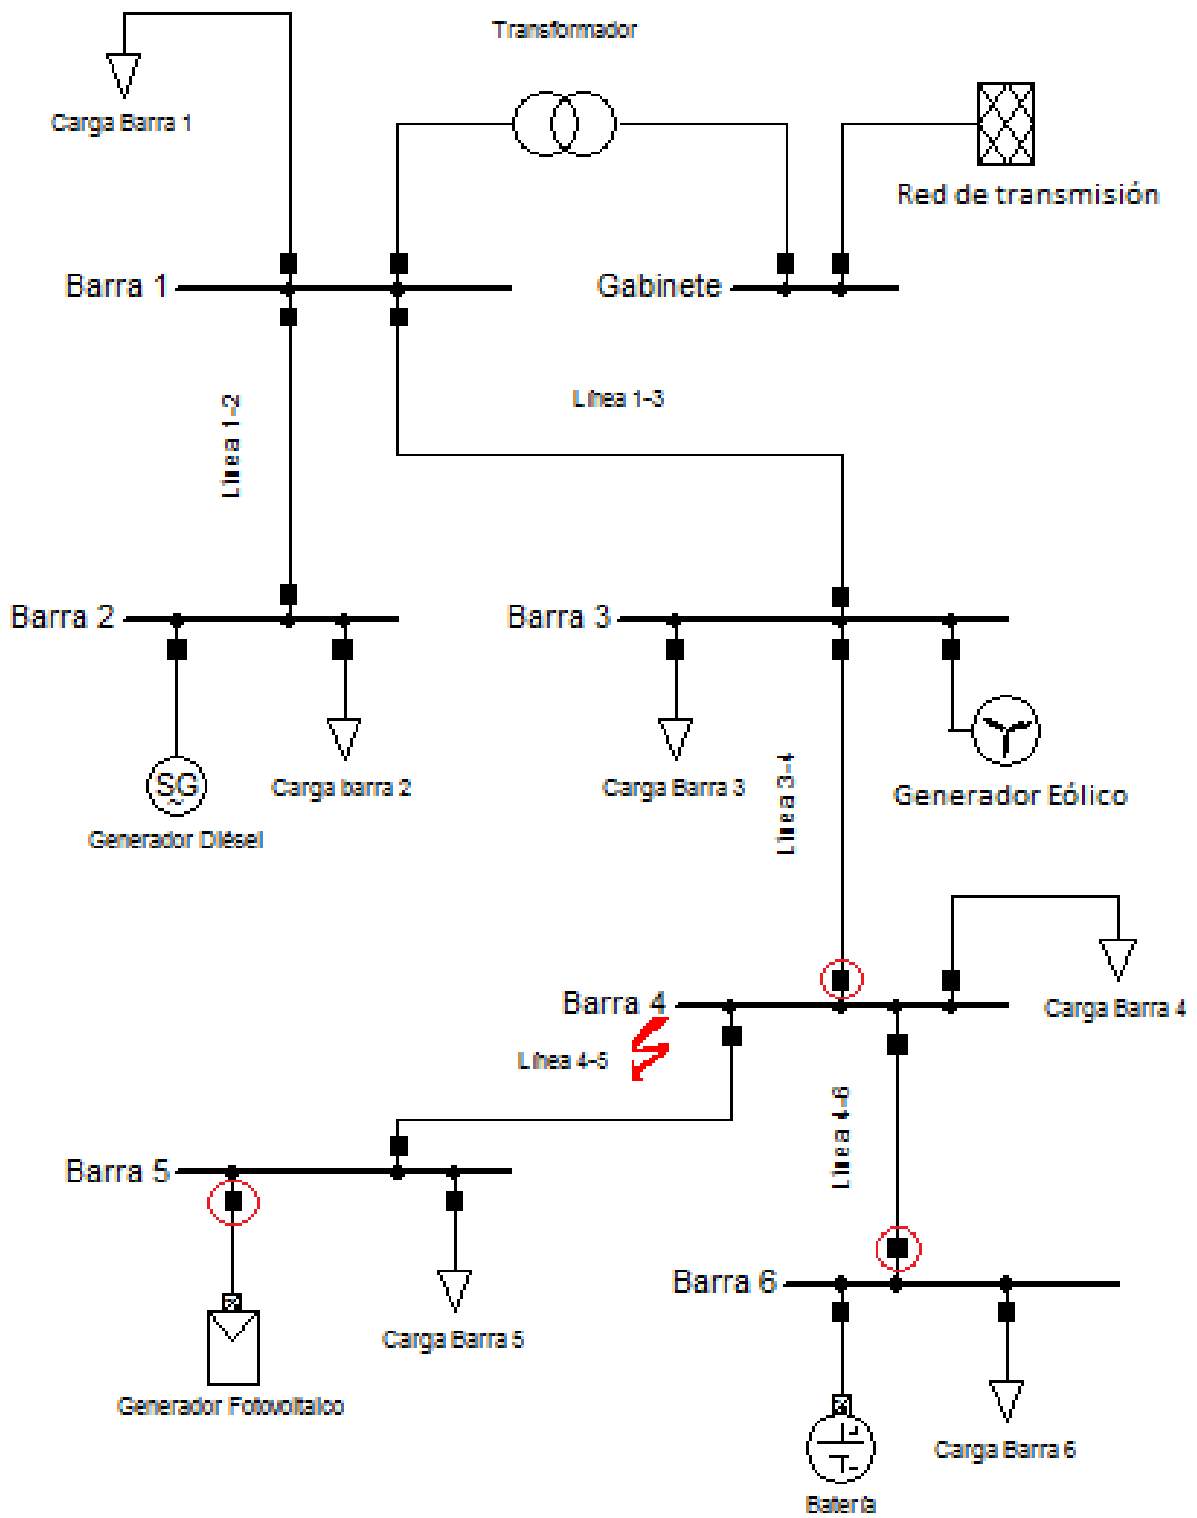 Transformador
Carga Barra 1
Red de transmisión
Barra 1
Gabinete
Línea 1-2
Línea 1-3
Barra 2
Barra 3
SG
Carga barra 2
Generador Diésel
Carga Barra 3
Generador Eólico
Línea 3-4
Barra 4
Carga Barra 4
Línea 4-5
Línea 4-6
Barra 5
Barra 6
Carga Barra 5
Generador Fotovoltaico
Carga Barra 6
Batería